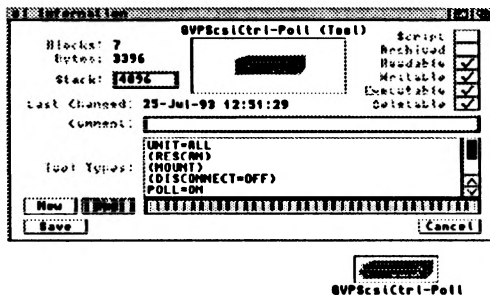 Information
GVPScsiCtrl-Poll (Tool)
Blocks: 7
Bytes: 3396
Stack: 4096
Script
Archived
Readable
Writable
Executable
Deletable
Last Changed: 25-Jul-93 12:51:29
Comment:
Tool Types:
UNIT=ALL
(RESCAN)
(MOUNT)
(DISCONNECT=OFF)
POLL=ON
New
Save
Cancel
GVPScsiCtrl-Poll